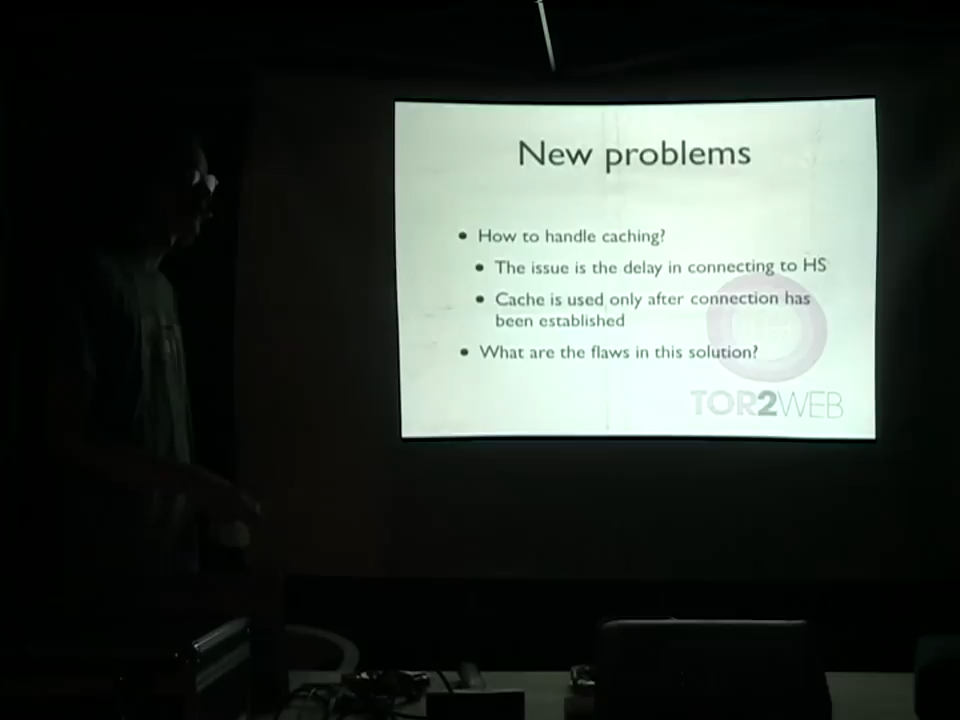 New problems
• How to handle caching?
• The issue is the delay in connecting to HS
• Cache is used only after connection has
been established
• What are the flaws in this solution?
TOR2WEB